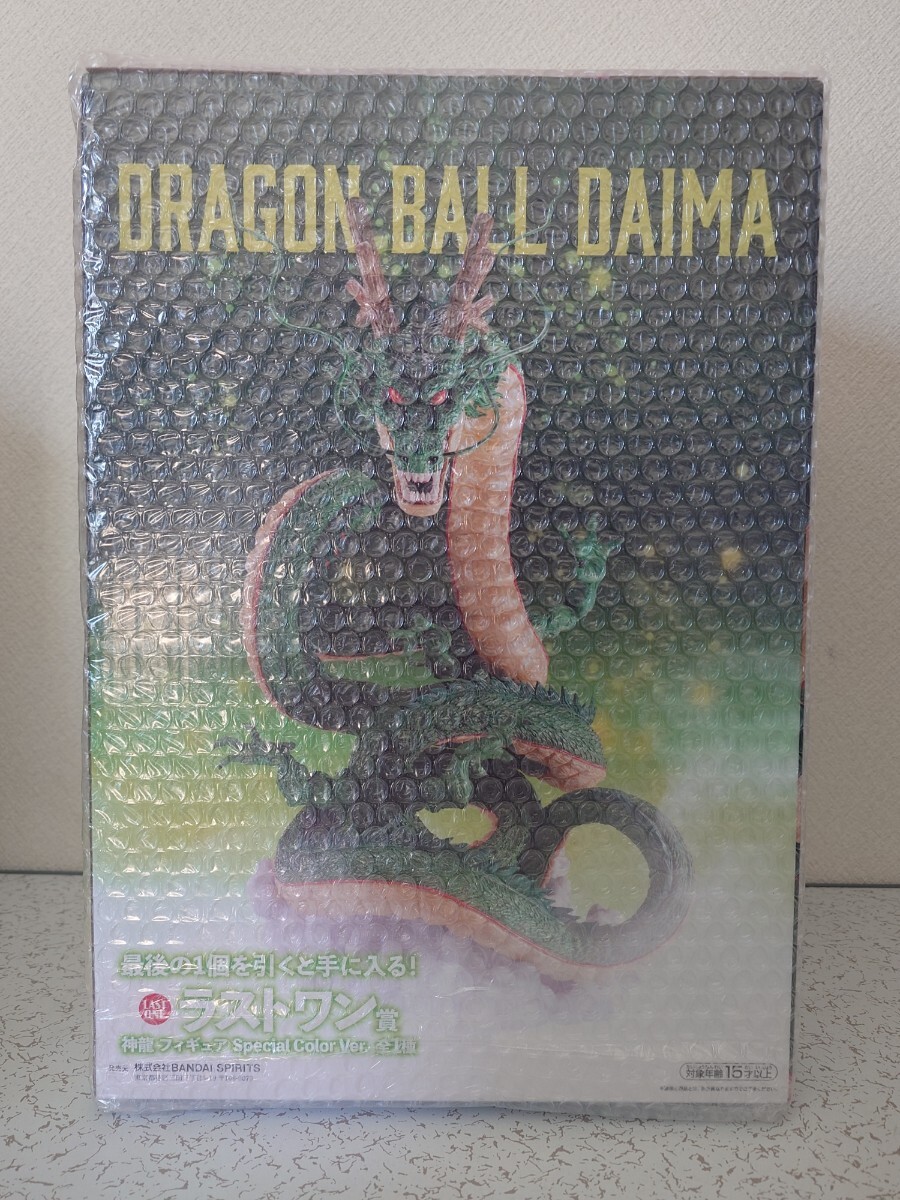 DRAGON BALL DAIMA
最後の1個を引くと手に入る!
LAST ONE ラストワン賞
神龍 フィギュア Special Color Ver. 全1種
発売元 株式会社BANDAI SPIRITS
対象年齢 15才以上